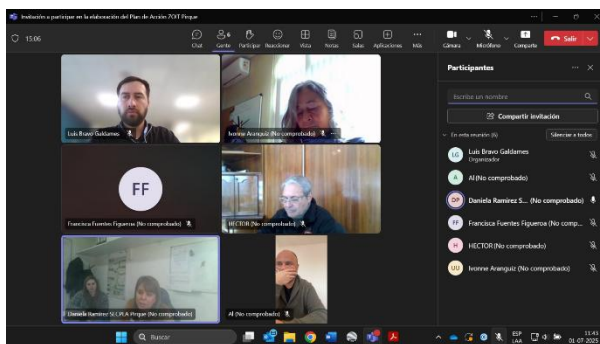 Invitación a participar en la elaboración del Plan de Acción ZOIT Pirque
15:06
Chat
6
Gente
Participar
Reaccionar
Vista
Notas
Salas
Aplicaciones
Más
Cámara
Micrófono
Compartir
Salir
Participantes
Escribe un nombre
Compartir invitación
En esta reunión (6)
Silenciar a todos
LG
Luis Bravo Galdames
Organizador
A
Al (No comprobado)
DP
Daniela Ramirez S... (No comprobado)
FF
Francisca Fuentes Figueroa (No comp...
H
HECTOR (No comprobado)
UU
Ivonne Aranguiz (No comprobado)
Luis Bravo Galdames
Ivonne Aranguiz (No comprobado)
FF
Francisca Fuentes Figueroa (No comprobado)
HECTOR (No comprobado)
Daniela Ramirez SECPLA Pirque (No comprobado)
Al (No comprobado)
Buscar
ESP
LAA
11:43
01-07-2025